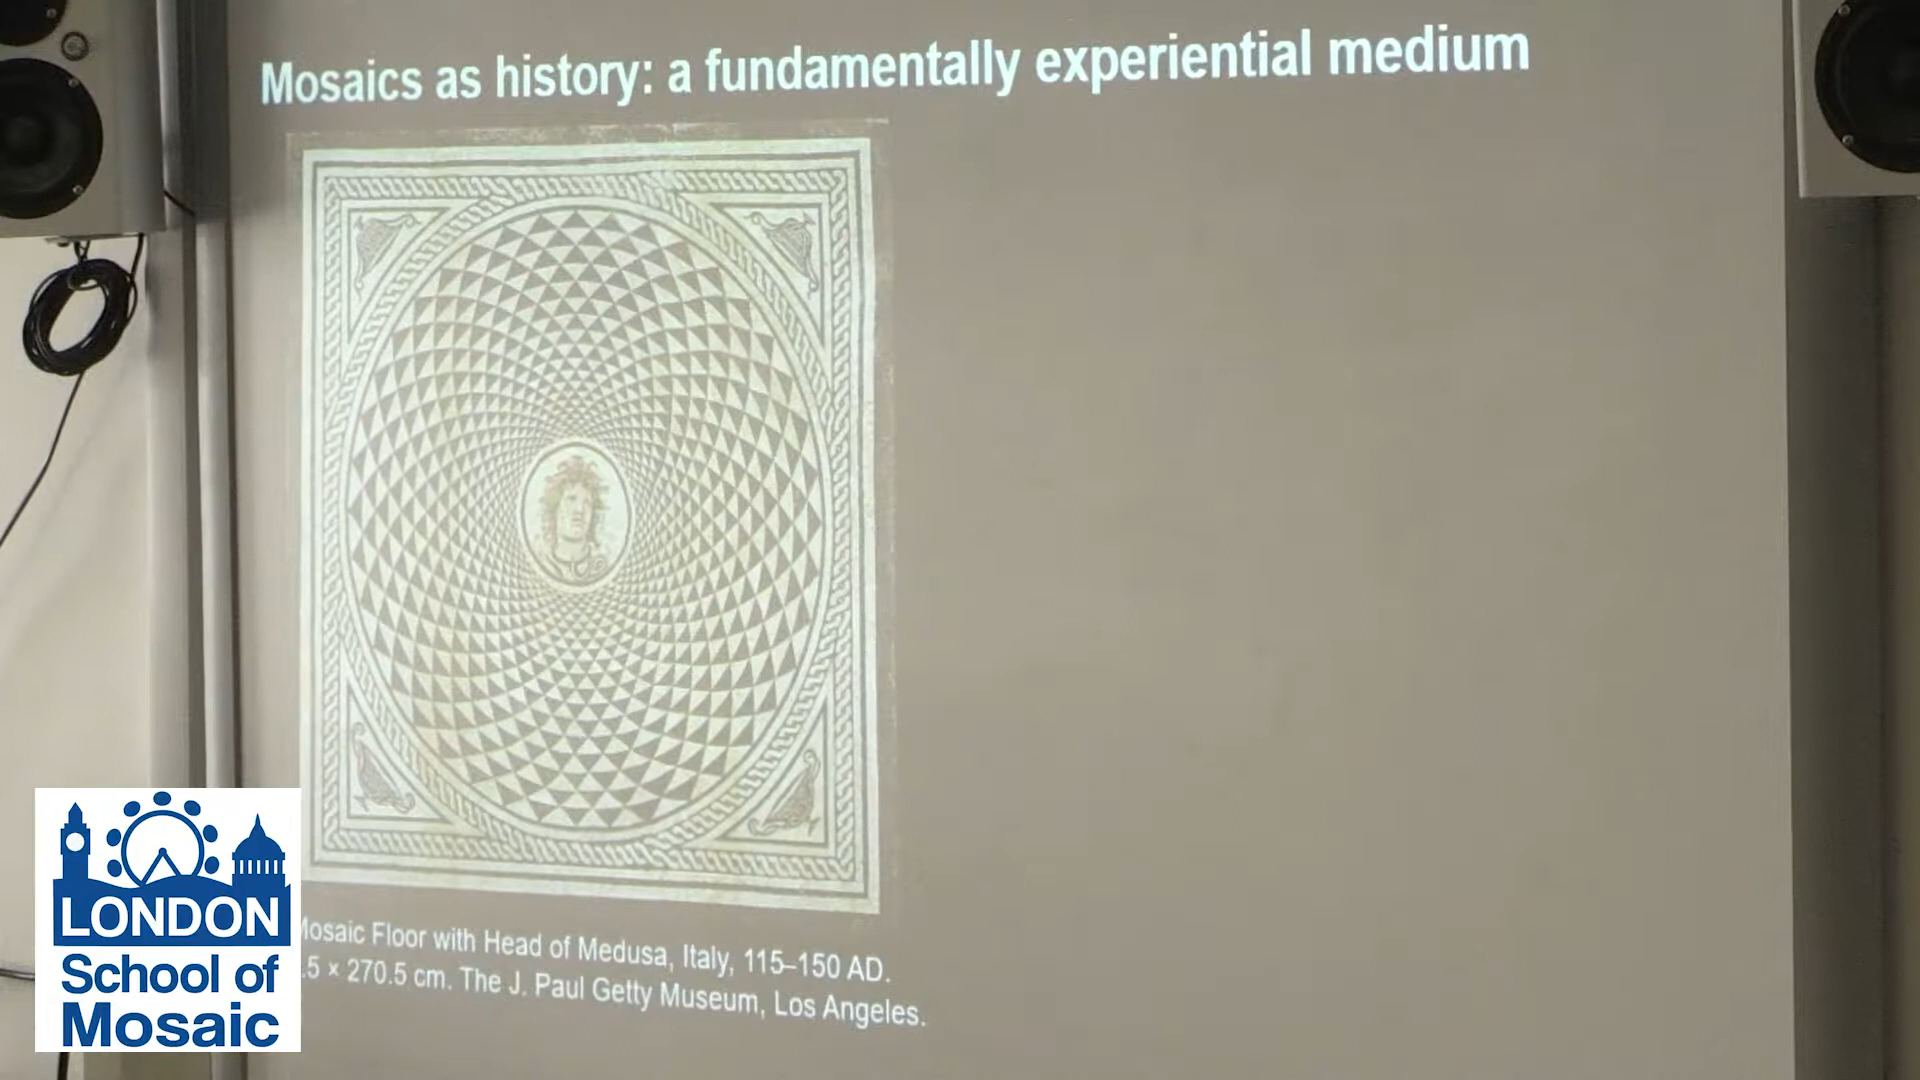 Mosaics as history: a fundamentally experiential medium
Mosaic Floor with Head of Medusa, Italy, 115–150 AD.
.5 × 270.5 cm. The J. Paul Getty Museum, Los Angeles.
LONDON
School of
Mosaic